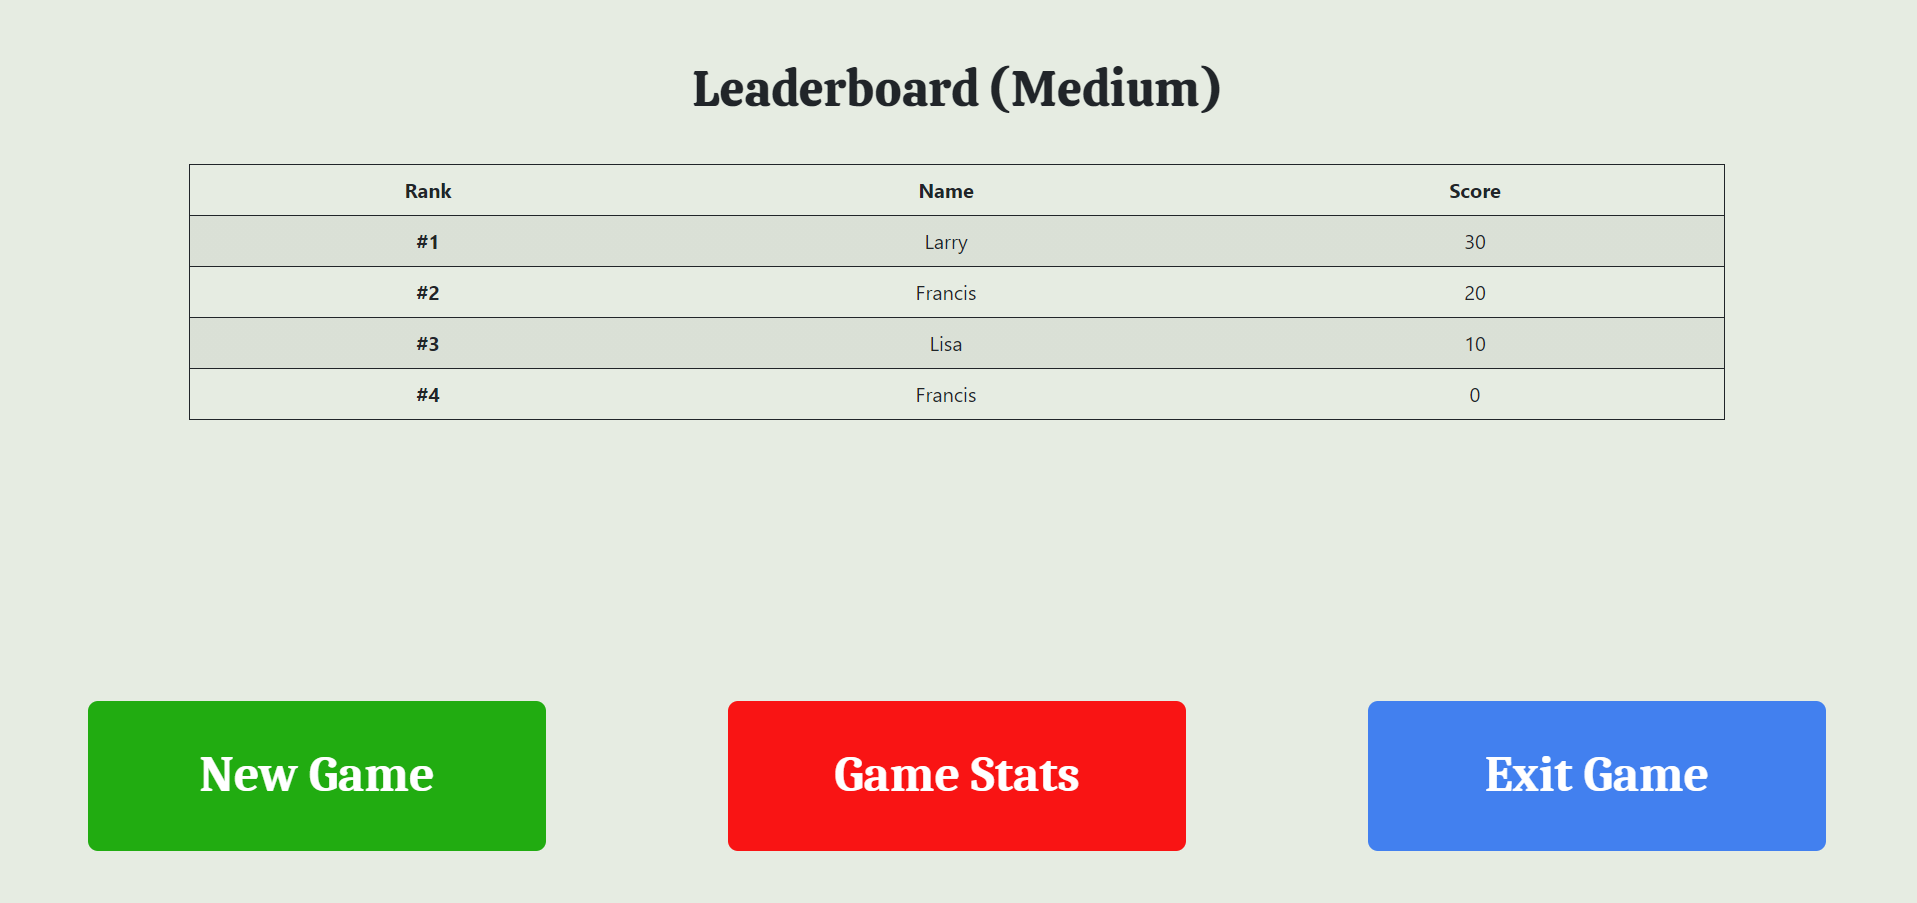 Leaderboard (Medium)
Rank Name Score
#1 Larry 30
#2 Francis 20
#3 Lisa 10
#4 Francis 0
New Game Game Stats Exit Game